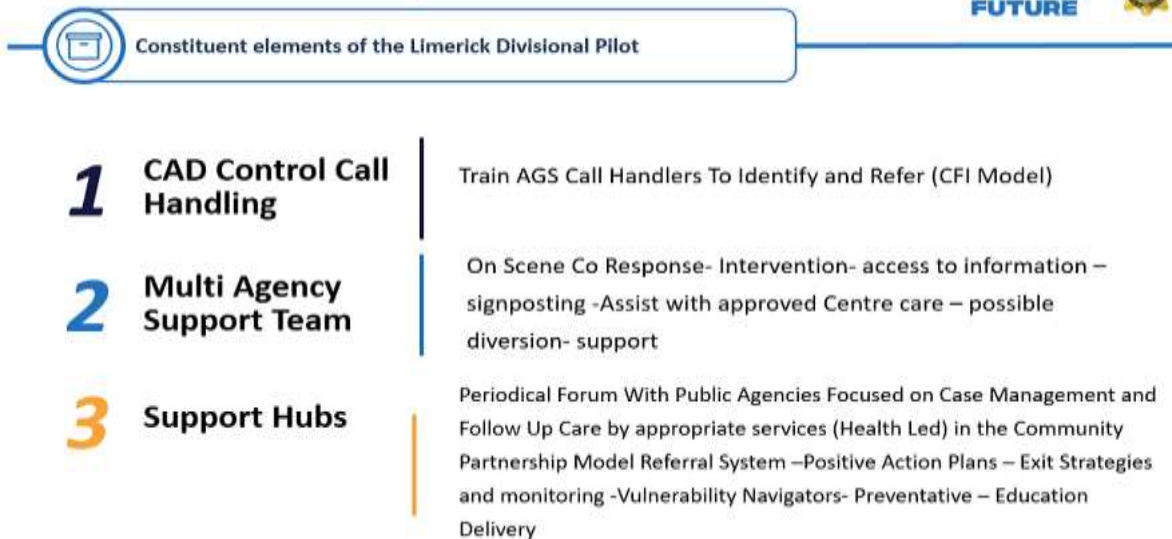 FUTURE
Constituent elements of the Limerick Divisional Pilot
1
CAD Control Call
Handling
Train AGS Call Handlers To Identify and Refer (CFI Model)
2
Multi Agency
Support Team
On Scene Co Response- Intervention- access to information –
signposting -Assist with approved Centre care – possible
diversion- support
3
Support Hubs
Periodical Forum With Public Agencies Focused on Case Management and
Follow Up Care by appropriate services (Health Led) in the Community
Partnership Model Referral System –Positive Action Plans – Exit Strategies
and monitoring -Vulnerability Navigators- Preventative – Education
Delivery